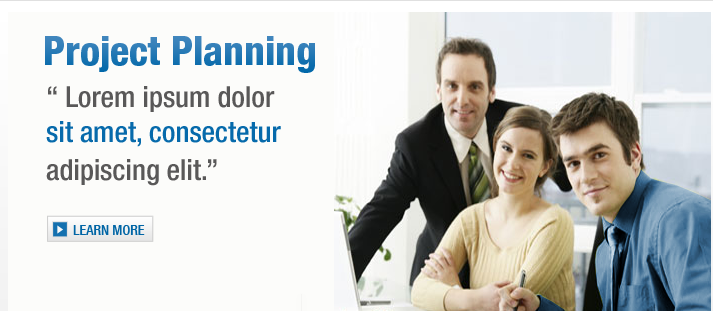 Project Planning
“ Lorem ipsum dolor
sit amet, consectetur
adipiscing elit.”
LEARN MORE